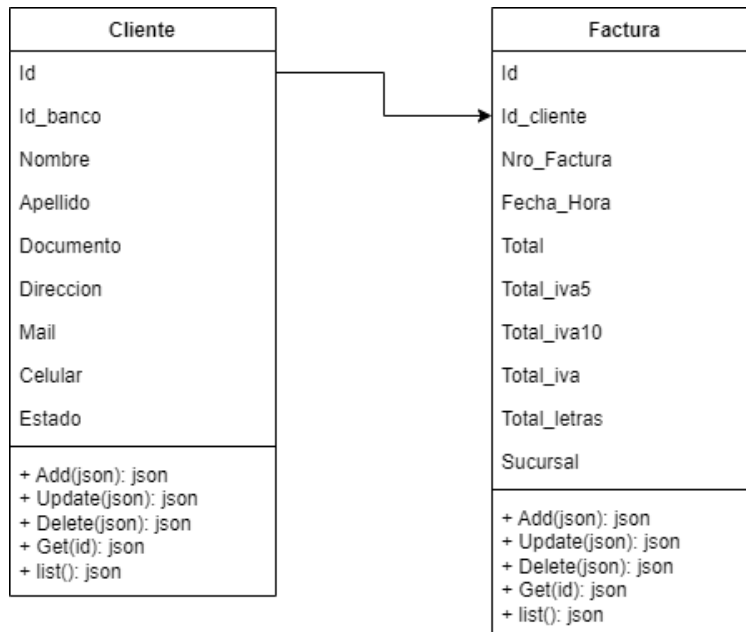 Cliente
Id
Id_banco
Nombre
Apellido
Documento
Direccion
Mail
Celular
Estado
+ Add(json): json
+ Update(json): json
+ Delete(json): json
+ Get(id): json
+ list(): json
Factura
Id
Id_cliente
Nro_Factura
Fecha_Hora
Total
Total_iva5
Total_iva10
Total_iva
Total_letras
Sucursal
+ Add(json): json
+ Update(json): json
+ Delete(json): json
+ Get(id): json
+ list(): json